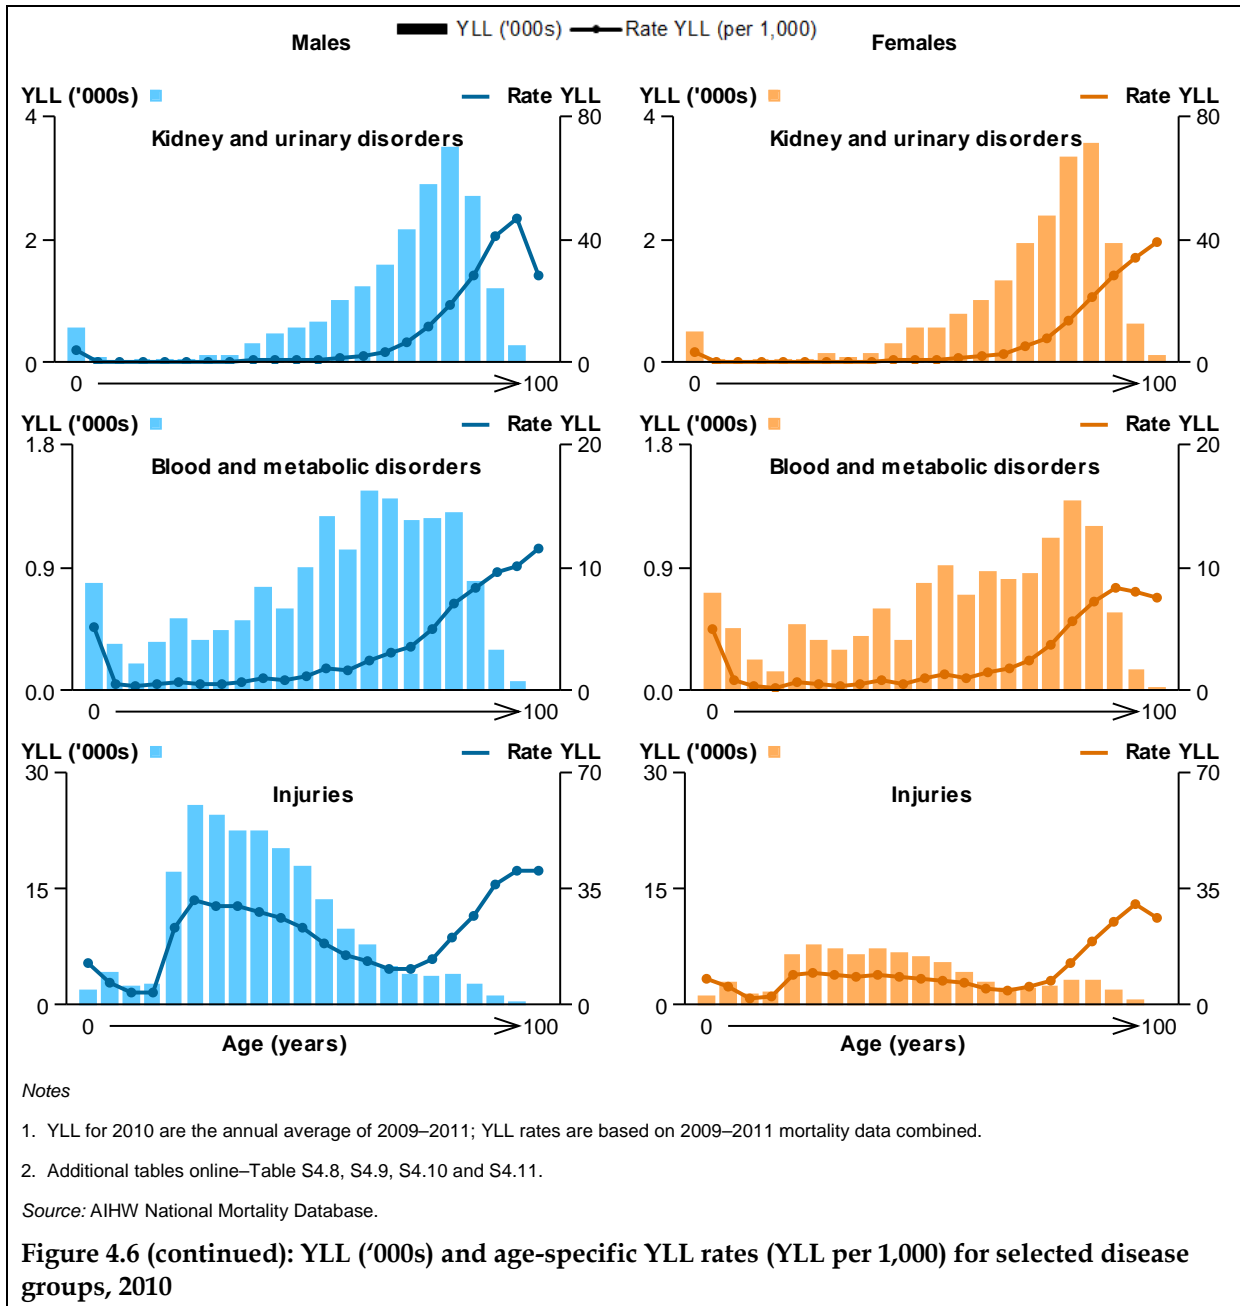 YLL ('000s) Rate YLL (per 1,000)
Males Females
YLL ('000s) Rate YLL YLL ('000s) Rate YLL
4 80 4 80
Kidney and urinary disorders Kidney and urinary disorders
2 40 2 40
0 0 0 0
0 100 0 100
YLL ('000s) Rate YLL YLL ('000s) Rate YLL
1.8 20 1.8 20
Blood and metabolic disorders Blood and metabolic disorders
0.9 10 0.9 10
0.0 0 0.0 0
0 100 0 100
YLL ('000s) Rate YLL YLL ('000s) Rate YLL
30 70 30 70
Injuries Injuries
15 35 15 35
0 0 0 0
0 100 0 100
Age (years) Age (years)
Notes
1. YLL for 2010 are the annual average of 2009–2011; YLL rates are based on 2009–2011 mortality data combined.
2. Additional tables online–Table S4.8, S4.9, S4.10 and S4.11.
Source: AIHW National Mortality Database.
Figure 4.6 (continued): YLL (‘000s) and age-specific YLL rates (YLL per 1,000) for selected disease
groups, 2010